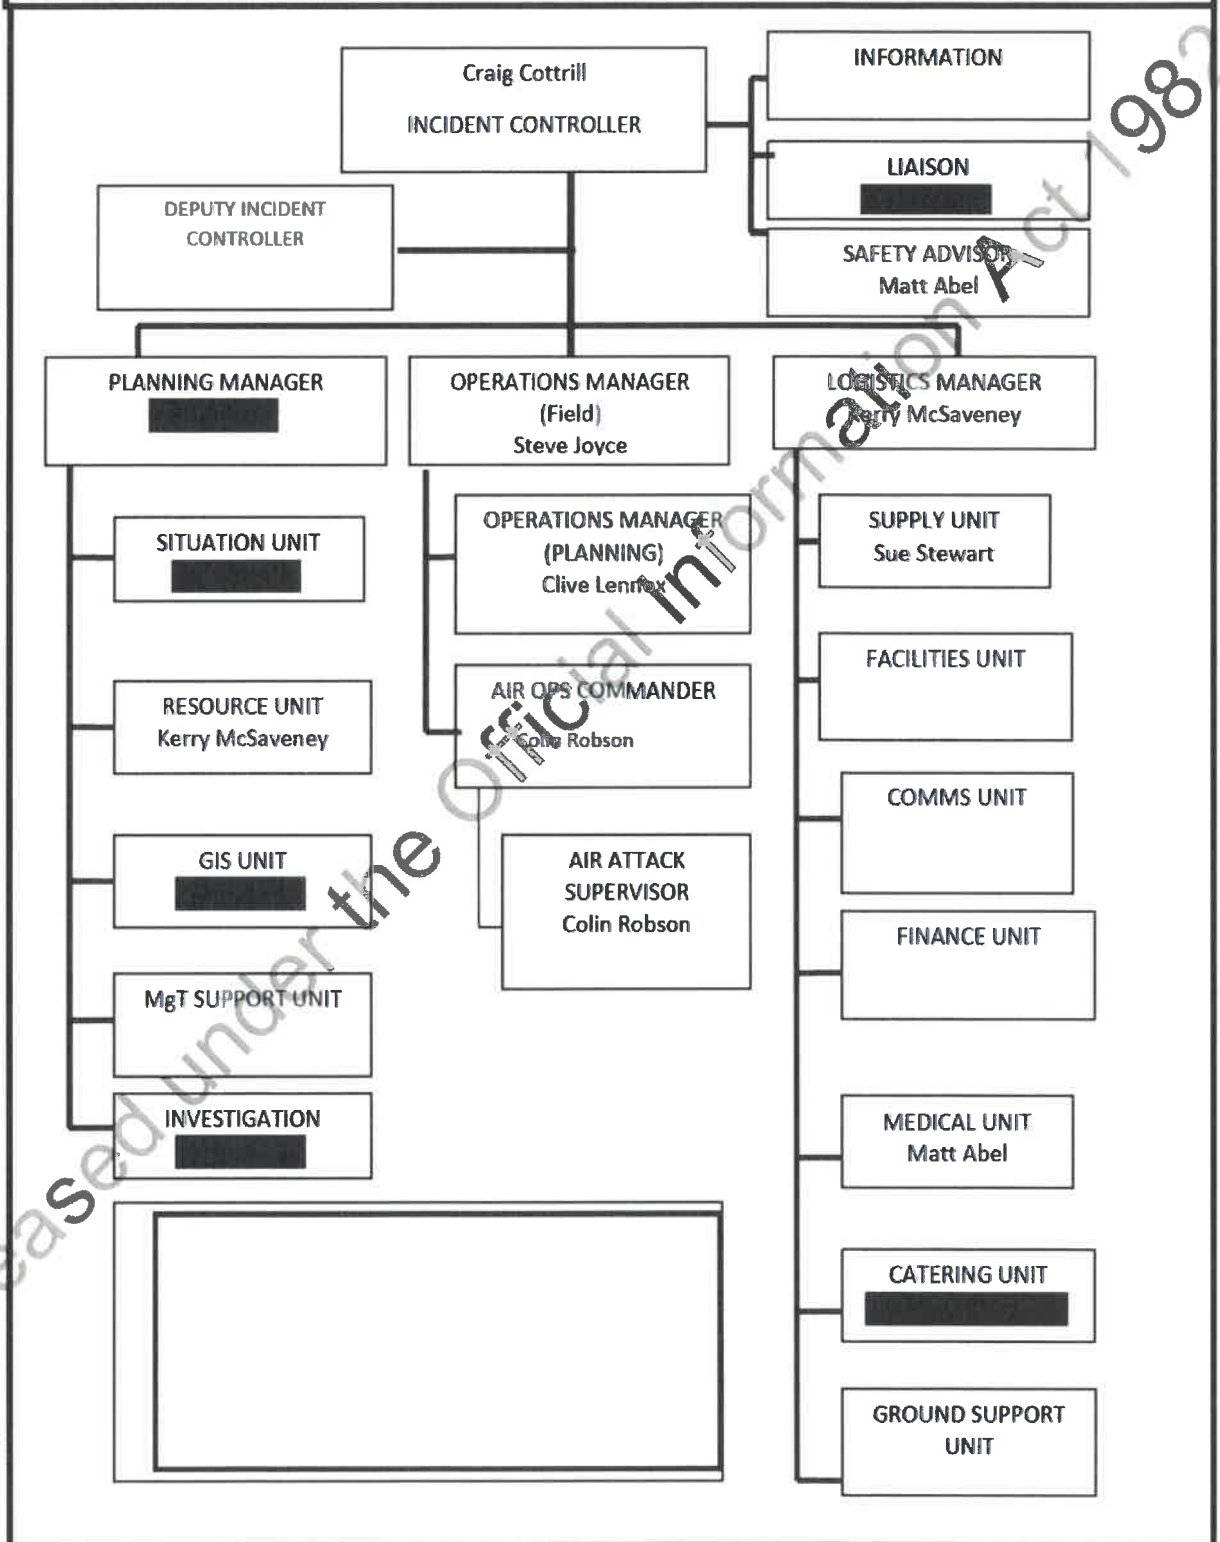 Craig Cottrill
INCIDENT CONTROLLER
INFORMATION
LIAISON
SAFETY ADVISOR
Matt Abel
DEPUTY INCIDENT
CONTROLLER
PLANNING MANAGER
OPERATIONS MANAGER
(Field)
Steve Joyce
LOGISTICS MANAGER
Kerry McSaveney
SITUATION UNIT
RESOURCE UNIT
Kerry McSaveney
GIS UNIT
MgT SUPPORT UNIT
INVESTIGATION
OPERATIONS MANAGER
(PLANNING)
Clive Lennox
AIR OPS COMMANDER
Colin Robson
AIR ATTACK
SUPERVISOR
Colin Robson
SUPPLY UNIT
Sue Stewart
FACILITIES UNIT
COMMS UNIT
FINANCE UNIT
MEDICAL UNIT
Matt Abel
CATERING UNIT
GROUND SUPPORT
UNIT
under the Official Information Act